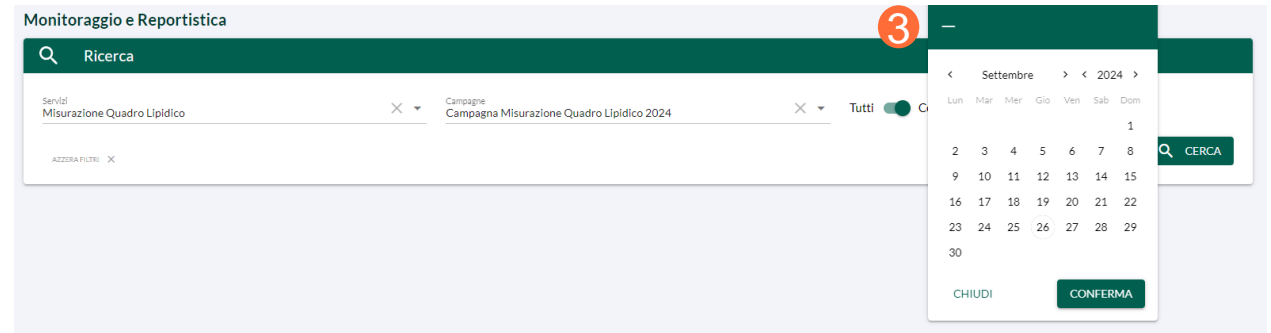 Monitoraggio e Reportistica
3
–
Ricerca
Settembre 2024
Servizi
Misurazione Quadro Lipidico
Campagne
Campagna Misurazione Quadro Lipidico 2024
Tutti
Lun Mar Mer Gio Ven Sab Dom
1
2 3 4 5 6 7 8
9 10 11 12 13 14 15
16 17 18 19 20 21 22
23 24 25 26 27 28 29
30
AZZERA FILTRI
CERCA
CHIUDI
CONFERMA